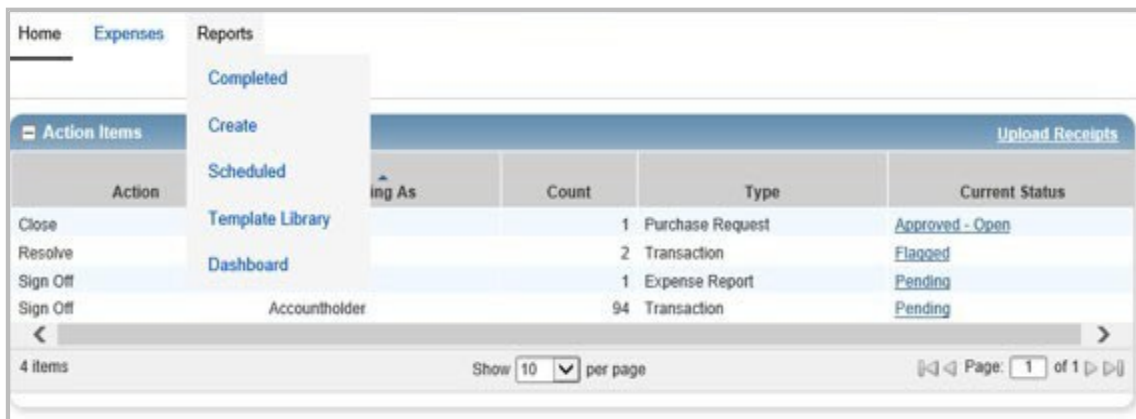 Home Expenses Reports
Completed
Create
Scheduled
Template Library
Dashboard
Action Items Upload Receipts
Action ing As Count Type Current Status
Close 1 Purchase Request Approved - Open
Resolve 2 Transaction Flagged
Sign Off 1 Expense Report Pending
Sign Off Accountholder 94 Transaction Pending
4 items Show 10 per page Page: 1 of 1